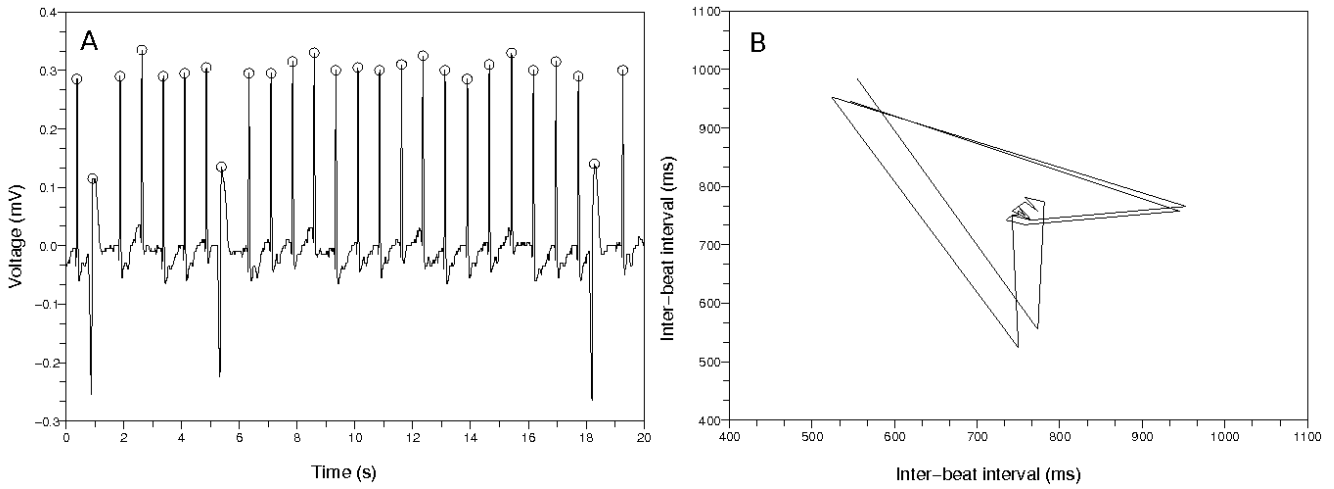 A
0.4
0.3
0.2
0.1
0.0
−0.1
−0.2
−0.3
0 2 4 6 8 10 12 14 16 18 20
Voltage (mV)
Time (s)
B
1100
1000
900
800
700
600
500
400
400 500 600 700 800 900 1000 1100
Inter−beat interval (ms)
Inter−beat interval (ms)